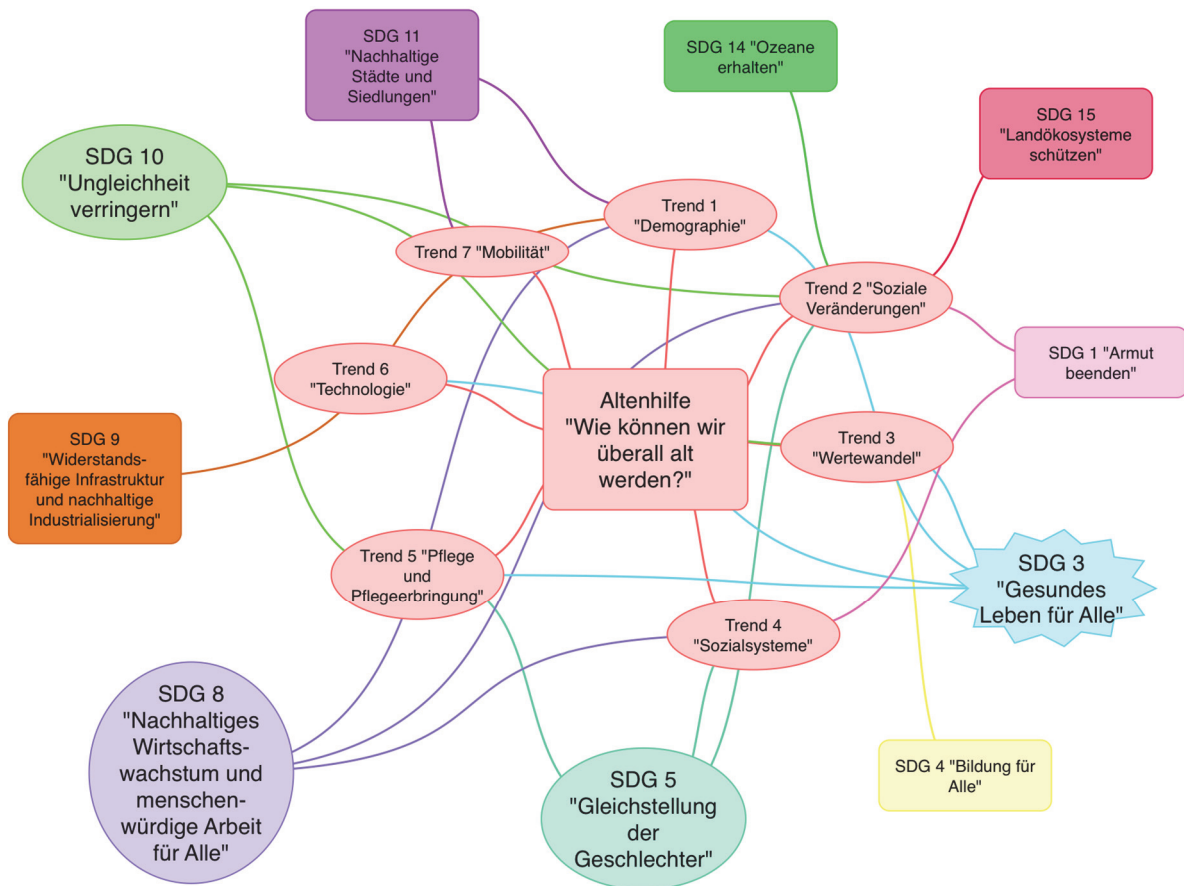 SDG 11
"Nachhaltige
Städte und
Siedlungen"
SDG 14 "Ozeane
erhalten"
SDG 15
"Landökosysteme
schützen"
SDG 10
"Ungleichheit
verringern"
Trend 1
"Demographie"
Trend 7 "Mobilität"
Trend 2 "Soziale
Veränderungen"
SDG 1 "Armut
beenden"
Trend 6
"Technologie"
Altenhilfe
"Wie können wir
überall alt
werden?"
Trend 3
"Wertewandel"
SDG 9
"Widerstands-
fähige Infrastruktur
und nachhaltige
Industrialisierung"
Trend 5 "Pflege
und
Pflegeerbringung"
SDG 3
"Gesundes
Leben für Alle"
Trend 4
"Sozialsysteme"
SDG 8
"Nachhaltiges
Wirtschafts-
wachstum und
menschen-
würdige Arbeit
für Alle"
SDG 5
"Gleichstellung
der
Geschlechter"
SDG 4 "Bildung für
Alle"